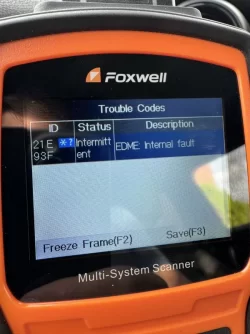 FOXWELL
Trouble Codes
ID Status Description
21E *? Intermitt EDME: Internal fault
93F ent
Freeze Frame(F2) Save(F3)
Multi-System Scanner